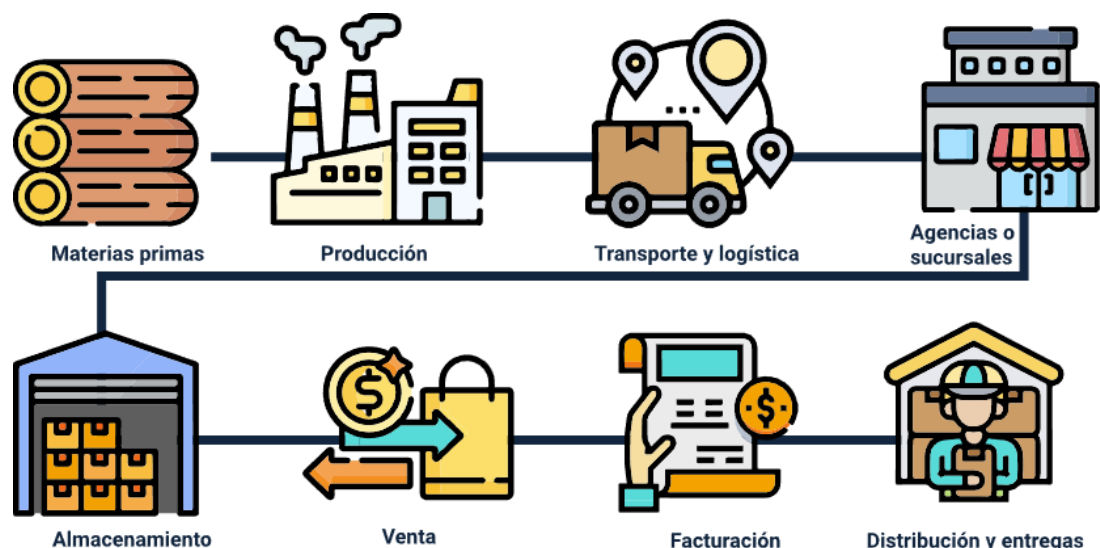 Materias primas
Producción
Transporte y logística
Agencias o
sucursales
Almacenamiento
Venta
Facturación
Distribución y entregas